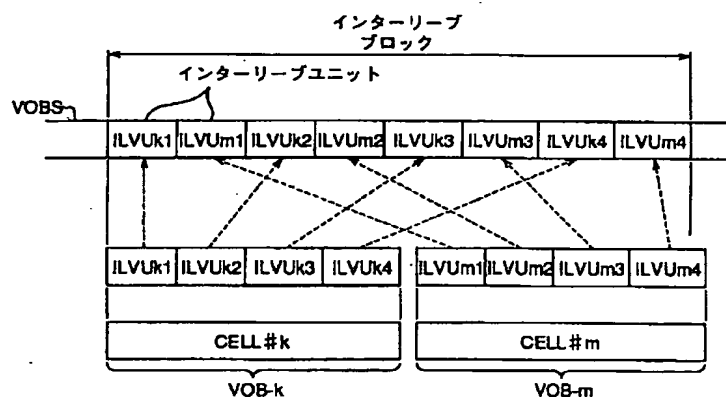 インターリーブ
ブロック
インターリーブユニット
VOBS
ILVUk1 ILVUm1 ILVUk2 ILVUm2 ILVUk3 ILVUm3 ILVUk4 ILVUm4
ILVUk1 ILVUk2 ILVUk3 ILVUk4 ILVUm1 ILVUm2 ILVUm3 ILVUm4
CELL#k CELL#m
VOB-k VOB-m